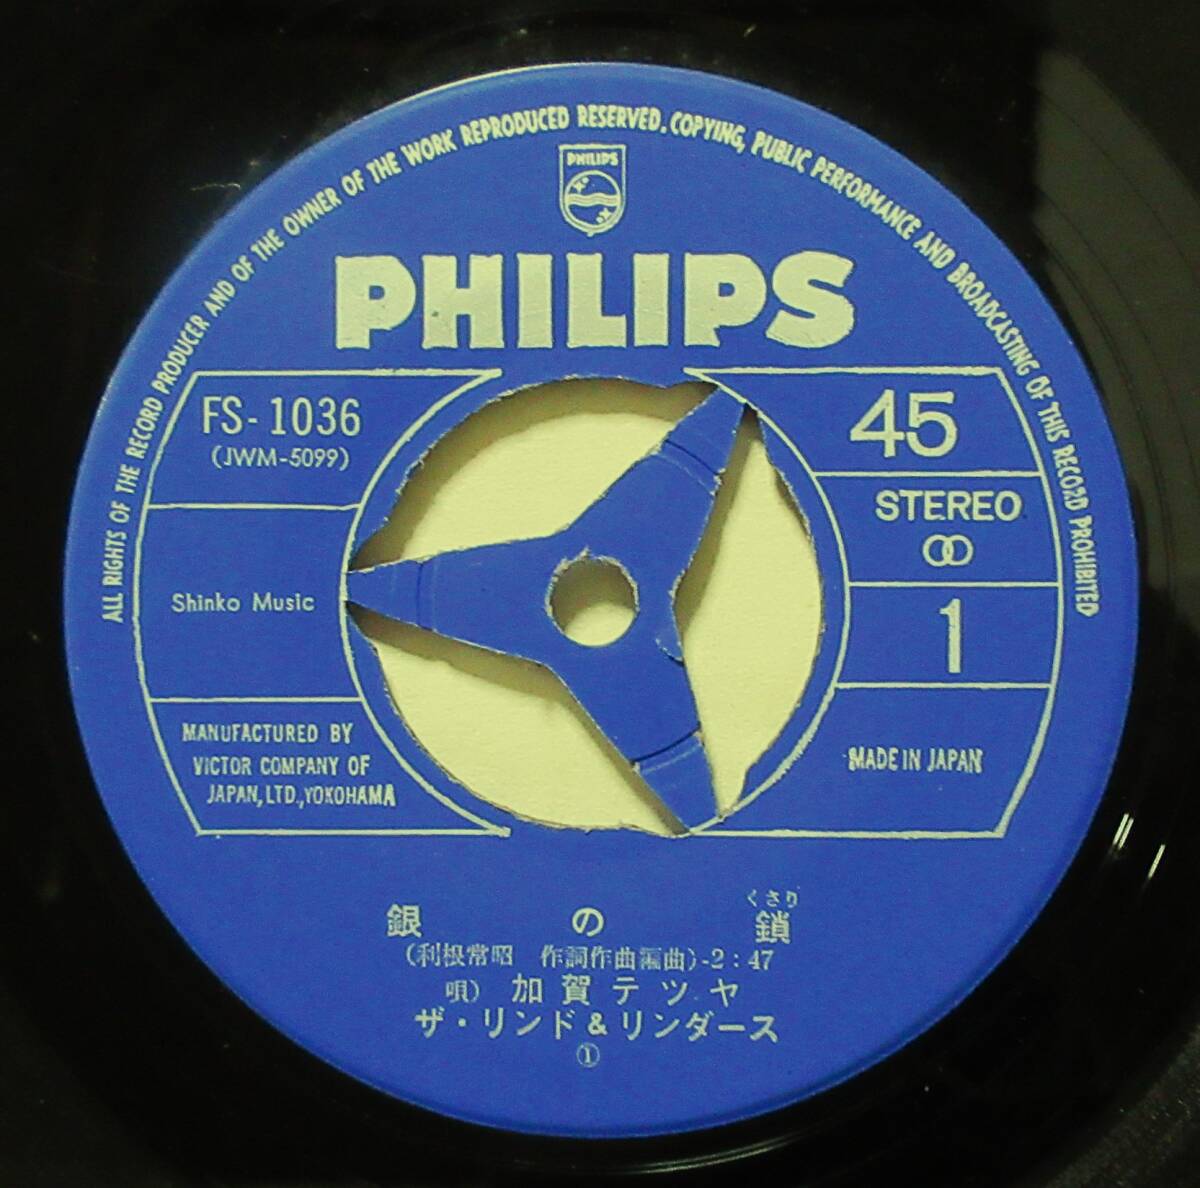 ALL RIGHTS OF THE RECORD PRODUCER AND OF THE OWNER OF THE WORK REPRODUCED RESERVED. COPYING, PUBLIC PERFORMANCE AND BROADCASTING OF THIS RECORD PROHIBITED
PHILIPS
PHILIPS
FS-1036
(JWM-5099)
45
STEREO
Shinko Music
1
MANUFACTURED BY
VICTOR COMPANY OF
JAPAN, LTD., YOKOHAMA
MADE IN JAPAN
くさり
銀の鎖
(利根常昭 作詞作曲編曲)-2:47
唄) 加賀テツヤ
ザ・リンド&リンダース
①